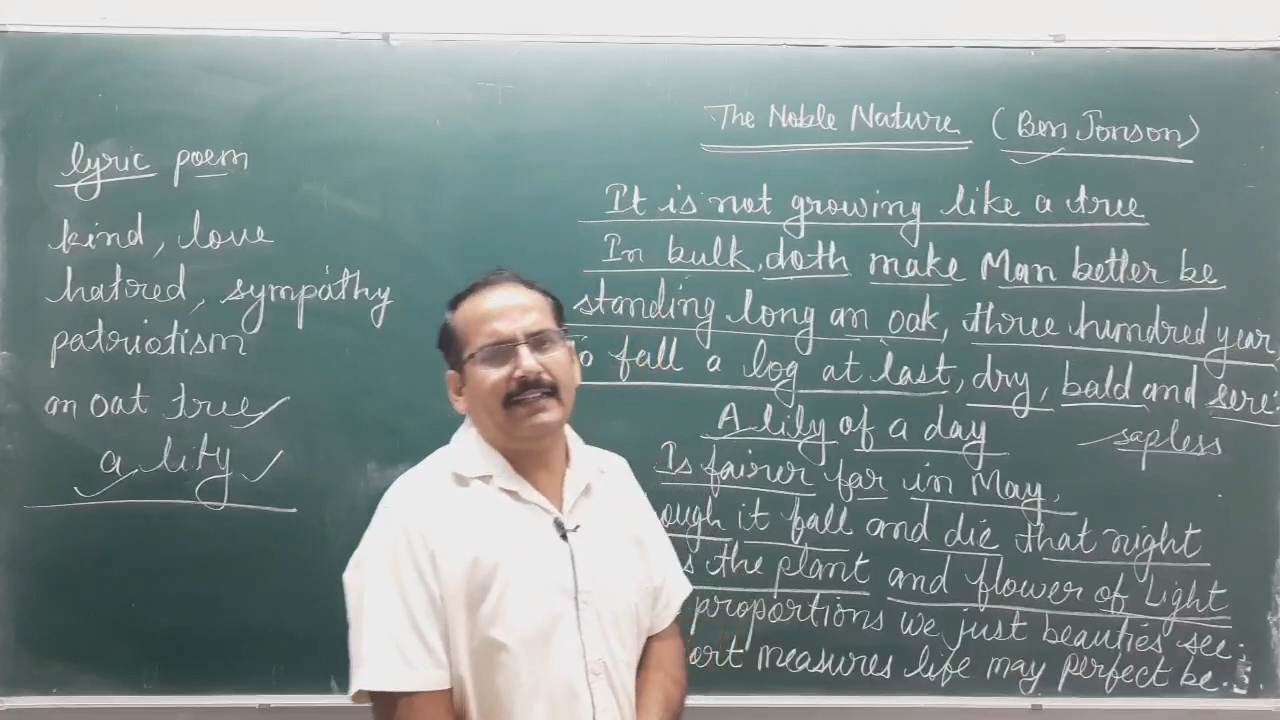 lyric poem
kind, love
hatred, sympathy
patriotism
an oat tree
a lily
The Noble Nature (Ben Jonson)
It is not growing like a tree
In bulk, doth make Man better be
standing long an oak, three hundred year
fall a log at last, dry, bald and sere
sapless
A lily of a day
Is fairer far in May,
ough it fall and die that night
s the plant and flower of Light
proportions we just beauties see;
ort measures life may perfect be.